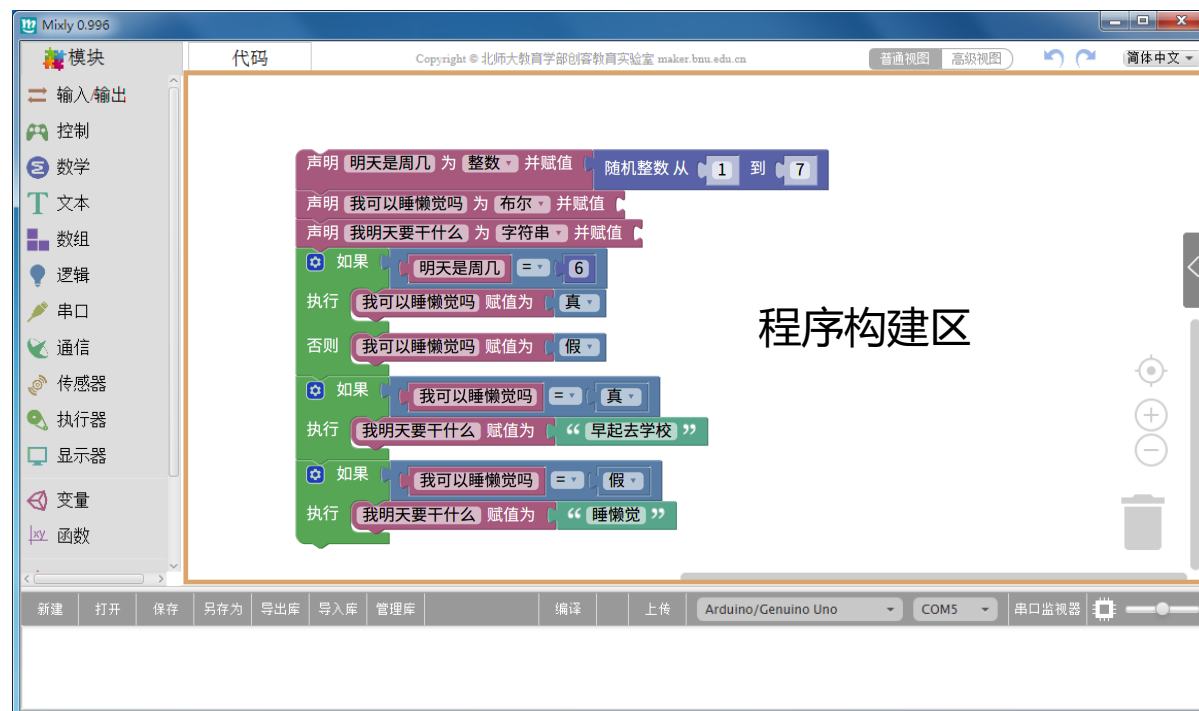 Mixly 0.996
模块
代码
Copyright © 北师大教育学部创客教育实验室 maker.bnu.edu.cn
普通视图 高级视图
简体中文
输入/输出
控制
数学
文本
数组
逻辑
串口
通信
传感器
执行器
显示器
变量
函数
声明 明天是周几 为 整数 并赋值 随机整数 从 1 到 7
声明 我可以睡懒觉吗 为 布尔 并赋值
声明 我明天要干什么 为 字符串 并赋值
如果 明天是周几 = 6
执行 我可以睡懒觉吗 赋值为 真
否则 我可以睡懒觉吗 赋值为 假
如果 我可以睡懒觉吗 = 真
执行 我明天要干什么 赋值为 “ 早起去学校 ”
如果 我可以睡懒觉吗 = 假
执行 我明天要干什么 赋值为 “ 睡懒觉 ”
程序构建区
新建 打开 保存 另存为 导出库 导入库 管理库 编译 上传 Arduino/Genuino Uno COM5 串口监视器